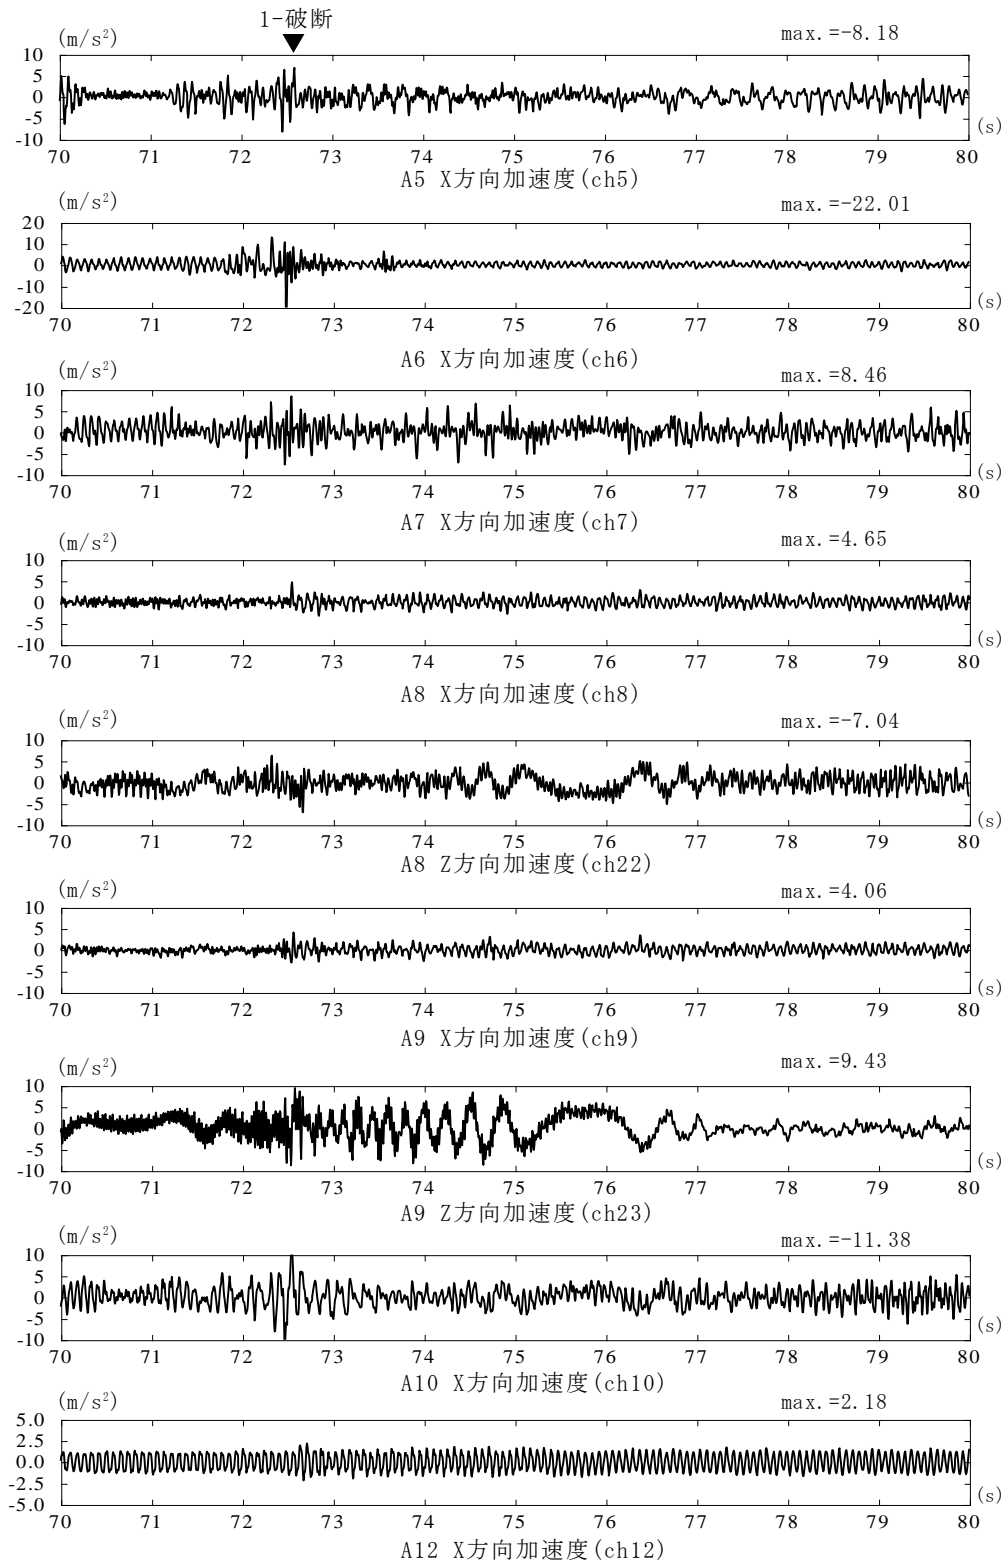 1-破断
(m/s²) max.=-8.18
10
5
0
-5
-10
(s)
70 71 72 73 74 75 76 77 78 79 80
A5 X方向加速度(ch5)
(m/s²) max.=-22.01
20
10
0
-10
-20
(s)
70 71 72 73 74 75 76 77 78 79 80
A6 X方向加速度(ch6)
(m/s²) max.=8.46
10
5
0
-5
-10
(s)
70 71 72 73 74 75 76 77 78 79 80
A7 X方向加速度(ch7)
(m/s²) max.=4.65
10
5
0
-5
-10
(s)
70 71 72 73 74 75 76 77 78 79 80
A8 X方向加速度(ch8)
(m/s²) max.=-7.04
10
5
0
-5
-10
(s)
70 71 72 73 74 75 76 77 78 79 80
A8 Z方向加速度(ch22)
(m/s²) max.=4.06
10
5
0
-5
-10
(s)
70 71 72 73 74 75 76 77 78 79 80
A9 X方向加速度(ch9)
(m/s²) max.=9.43
10
5
0
-5
-10
(s)
70 71 72 73 74 75 76 77 78 79 80
A9 Z方向加速度(ch23)
(m/s²) max.=-11.38
10
5
0
-5
-10
(s)
70 71 72 73 74 75 76 77 78 79 80
A10 X方向加速度(ch10)
(m/s²) max.=2.18
5.0
2.5
0.0
-2.5
-5.0
(s)
70 71 72 73 74 75 76 77 78 79 80
A12 X方向加速度(ch12)